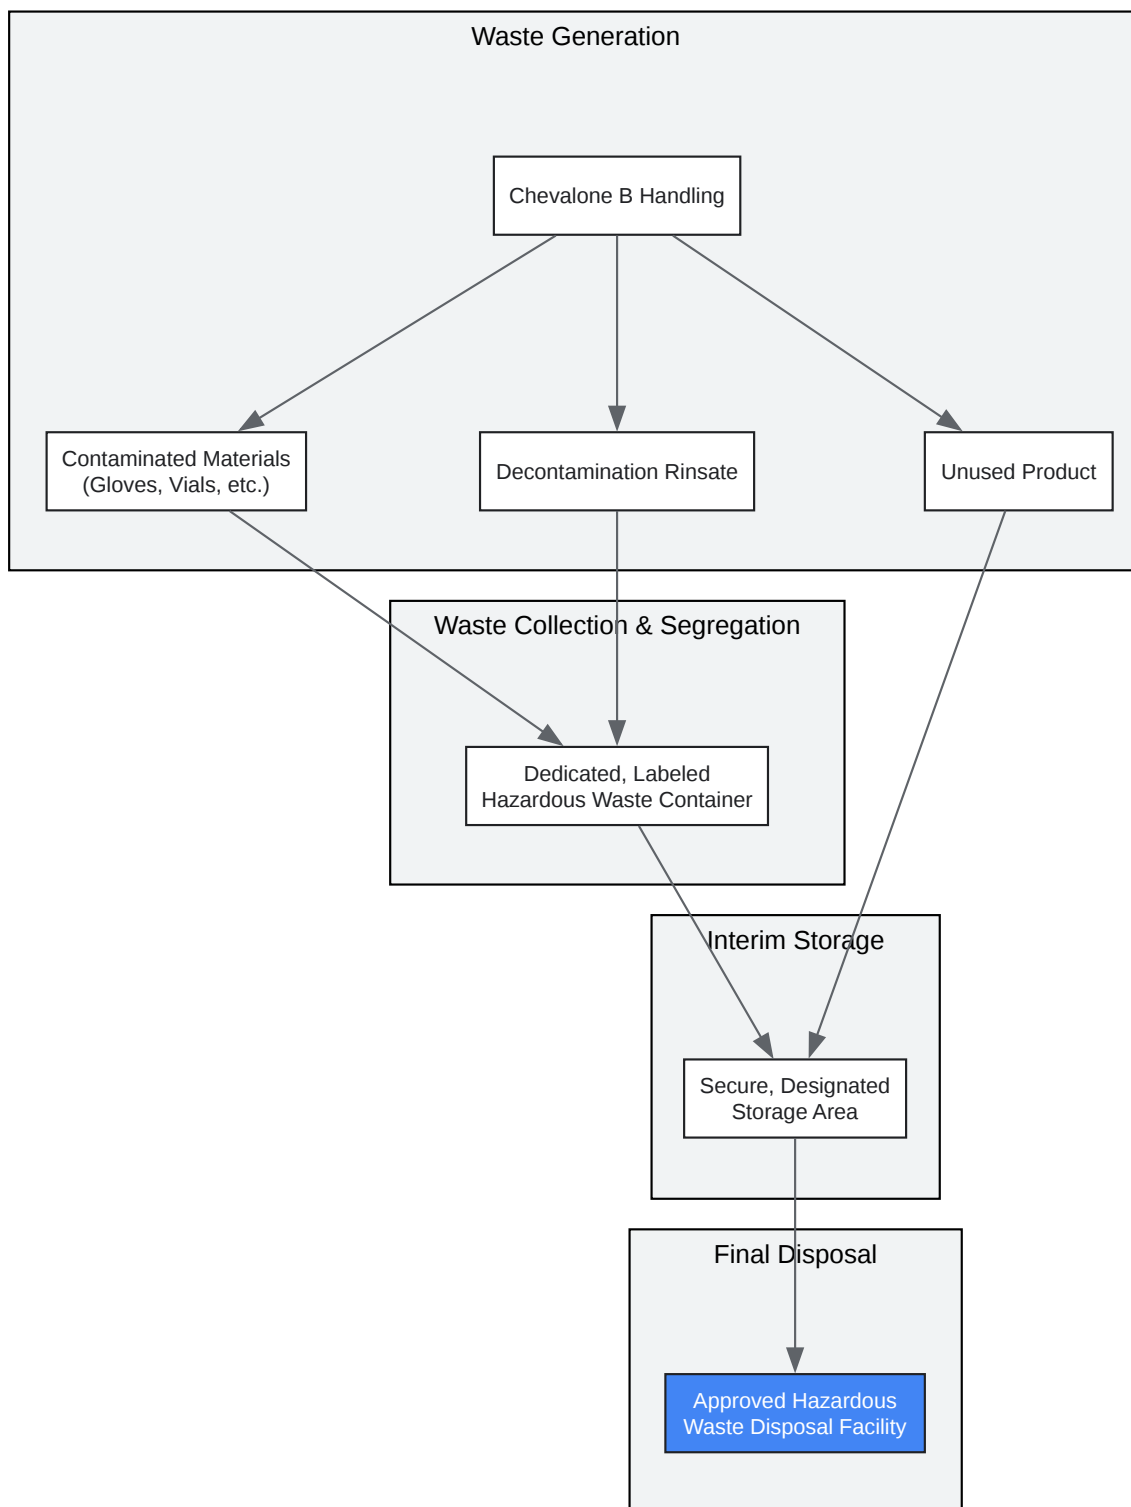 Waste Generation
Chevalone B Handling
Contaminated Materials
(Gloves, Vials, etc.)
Decontamination Rinsate
Unused Product
Waste Collection & Segregation
Dedicated, Labeled
Hazardous Waste Container
Interim Storage
Secure, Designated
Storage Area
Final Disposal
Approved Hazardous
Waste Disposal Facility